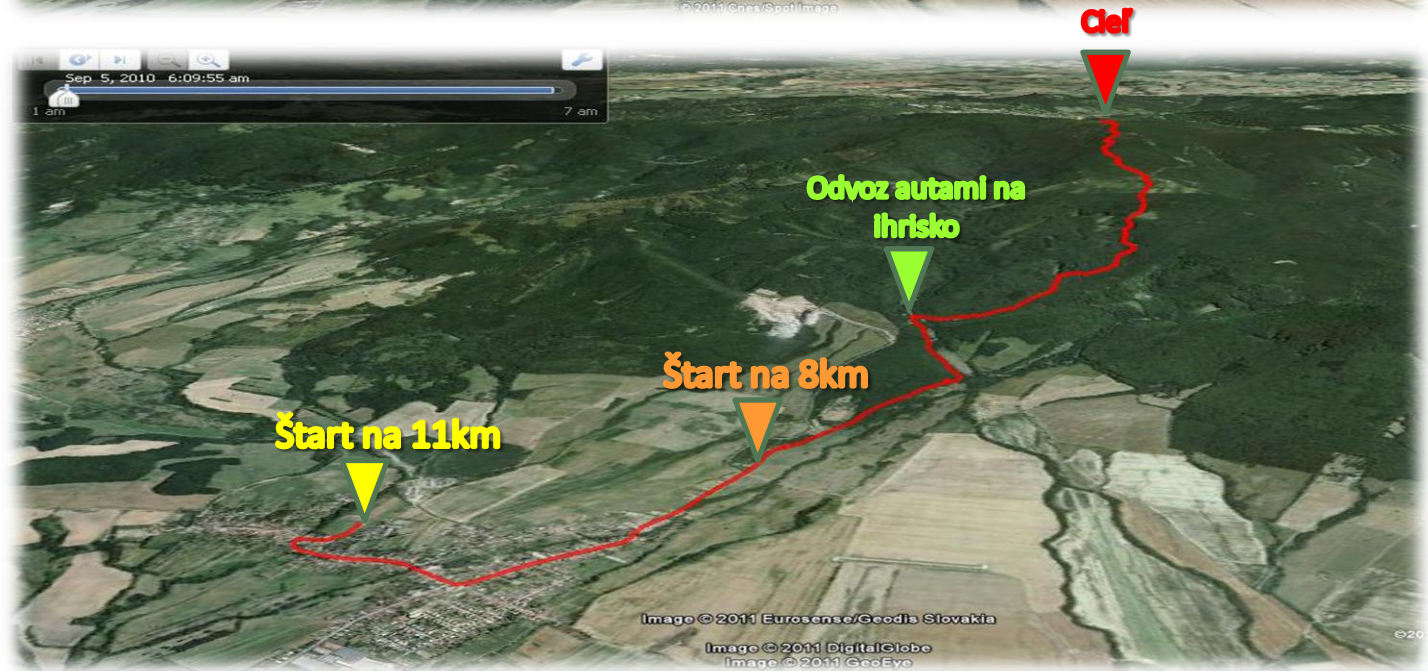 © 2011 Cnes/Spot Image
Cieľ
Sep 5, 2010 6:09:55 am
1 am
7 am
Odvoz autami na
ihrisko
Štart na 8km
Štart na 11km
Image © 2011 Eurosense/Geodis Slovakia
Image © 2011 DigitalGlobe
Image © 2011 GeoEye
©20